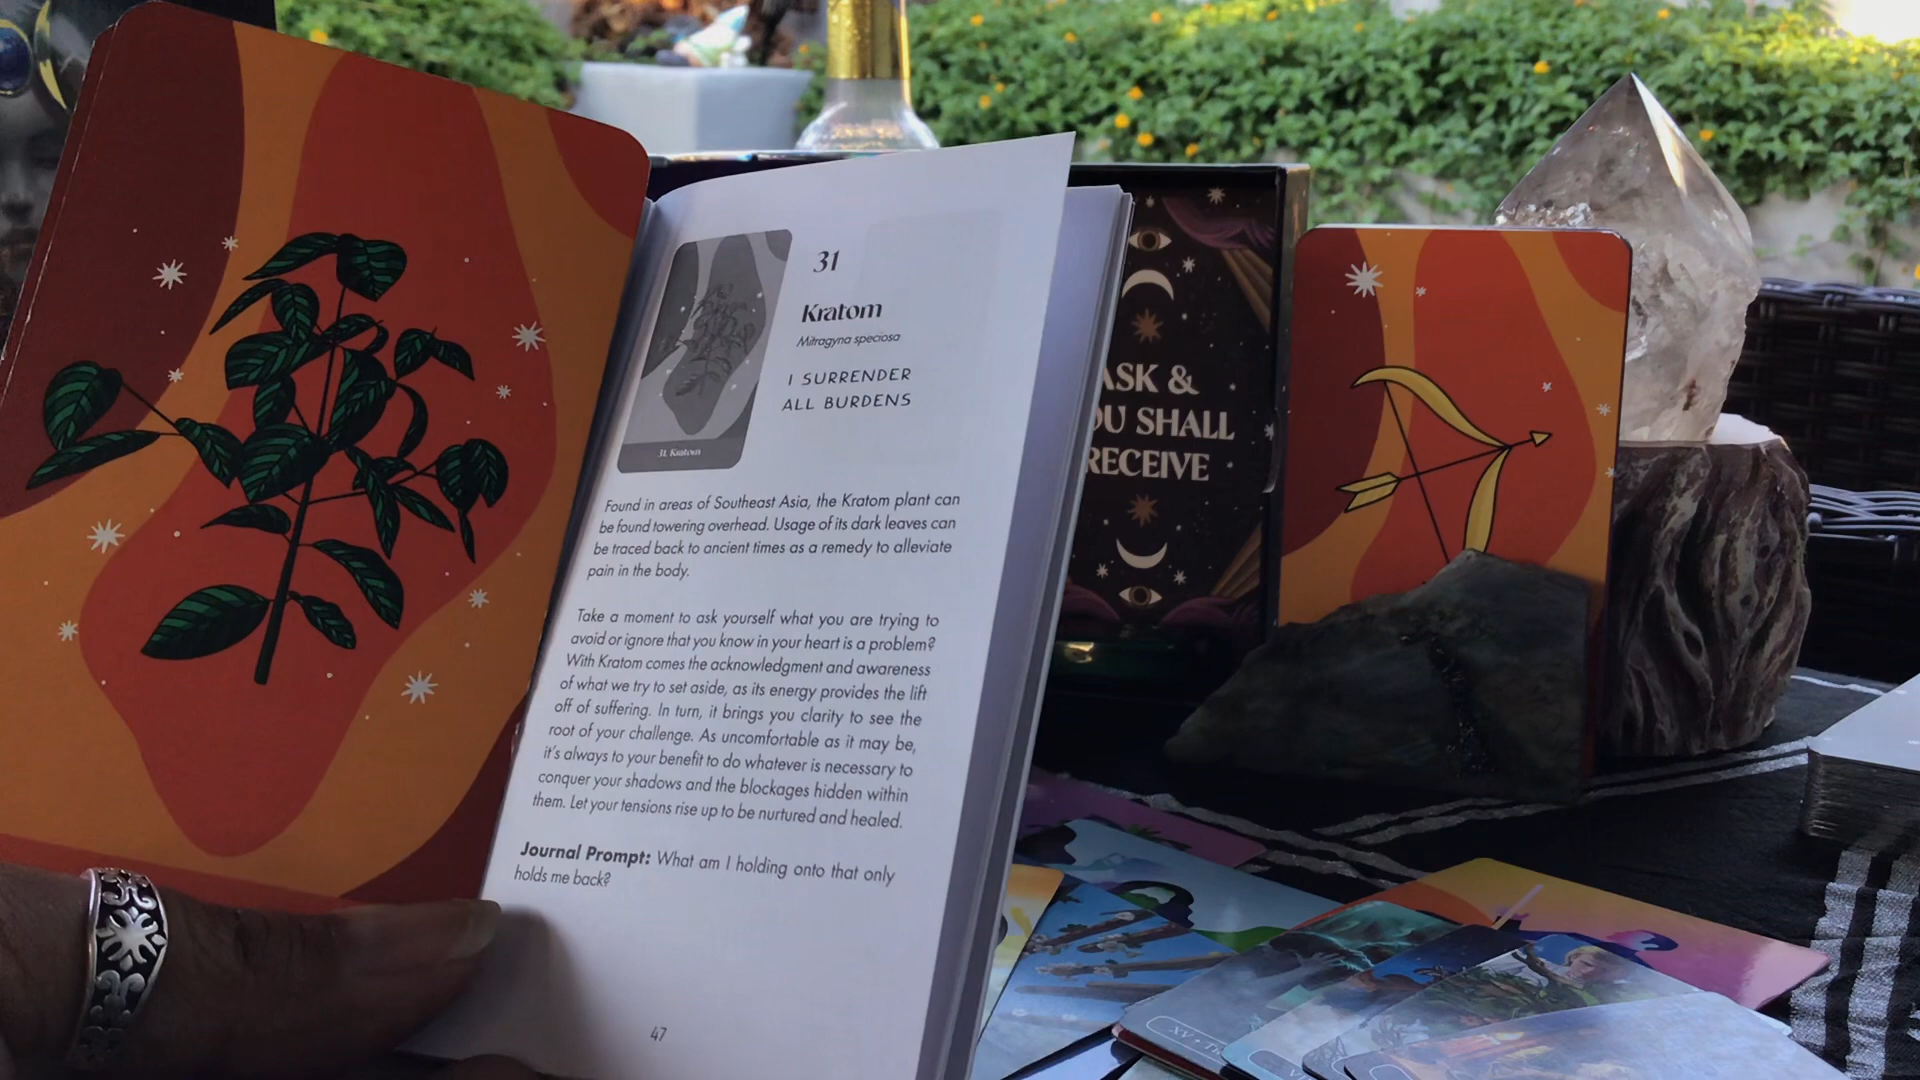 31
Kratom
Mitragyna speciosa
I SURRENDER
ALL BURDENS
31. Kratom
Found in areas of Southeast Asia, the Kratom plant can
be found towering overhead. Usage of its dark leaves can
be traced back to ancient times as a remedy to alleviate
pain in the body.
Take a moment to ask yourself what you are trying to
avoid or ignore that you know in your heart is a problem?
With Kratom comes the acknowledgment and awareness
of what we try to set aside, as its energy provides the lift
off of suffering. In turn, it brings you clarity to see the
root of your challenge. As uncomfortable as it may be,
it's always to your benefit to do whatever is necessary to
conquer your shadows and the blockages hidden within
them. Let your tensions rise up to be nurtured and healed.
Journal Prompt: What am I holding onto that only
holds me back?
47
ASK &
YOU SHALL
RECEIVE
XV